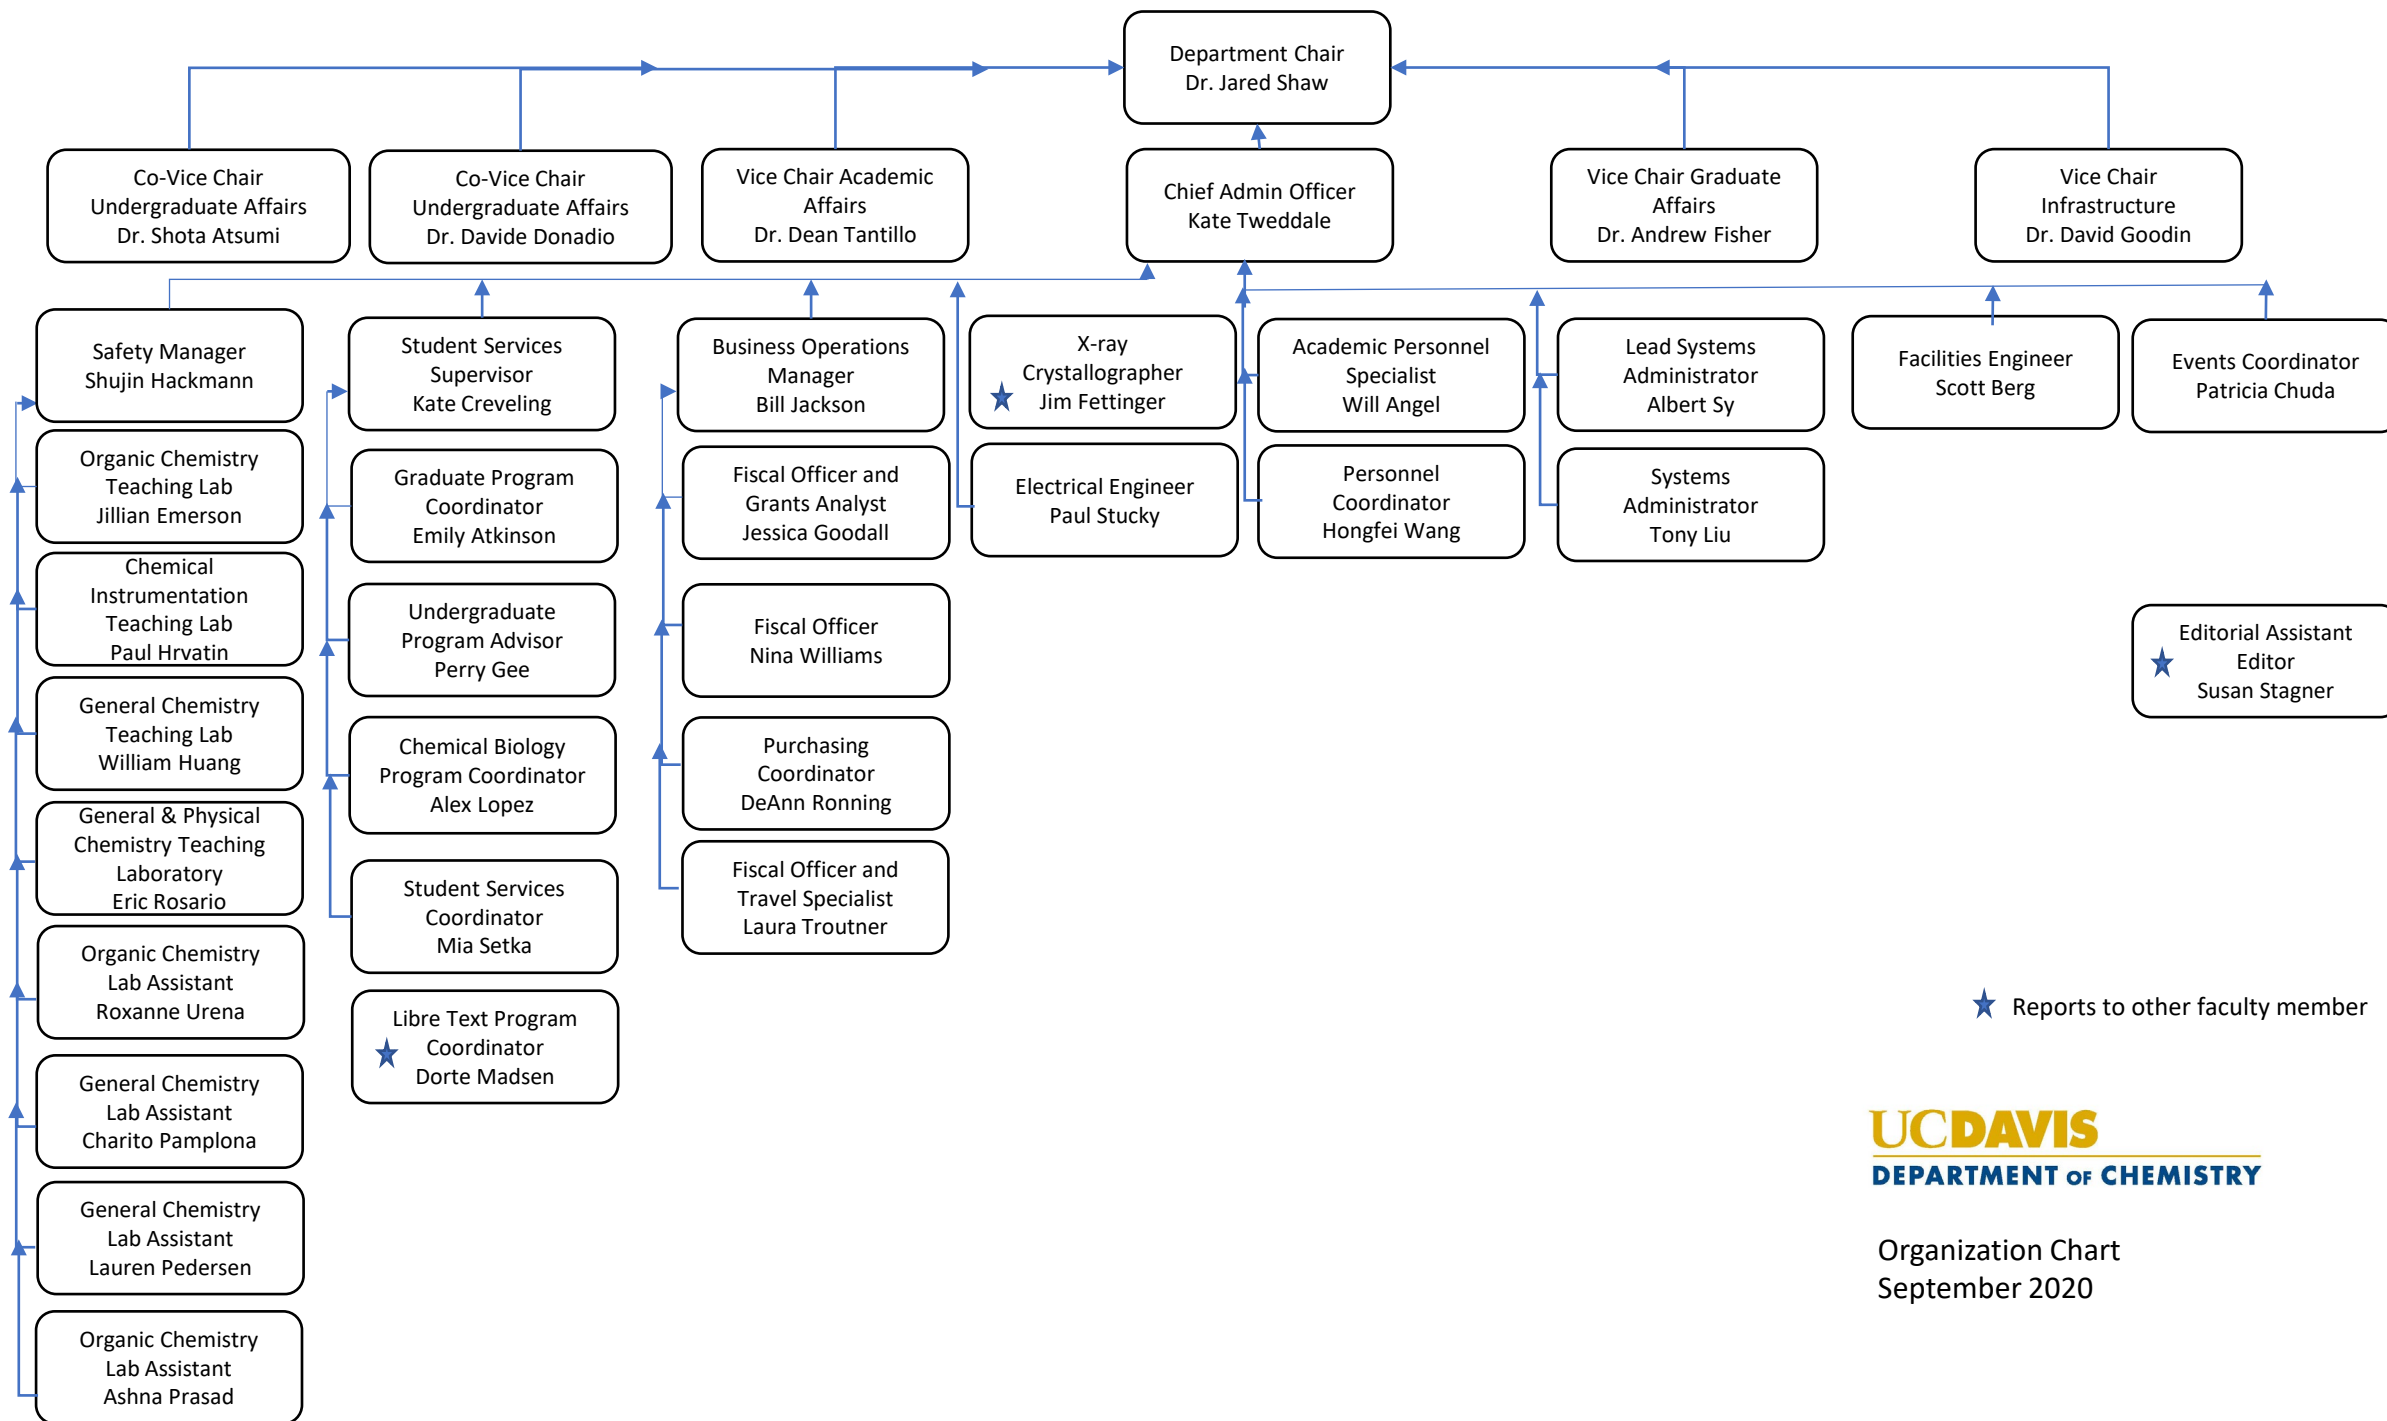 Department Chair
Dr. Jared Shaw
Co-Vice Chair
Undergraduate Affairs
Dr. Shota Atsumi
Co-Vice Chair
Undergraduate Affairs
Dr. Davide Donadio
Vice Chair Academic
Affairs
Dr. Dean Tantillo
Chief Admin Officer
Kate Tweddale
Vice Chair Graduate
Affairs
Dr. Andrew Fisher
Vice Chair
Infrastructure
Dr. David Goodin
Safety Manager
Shujin Hackmann
Student Services
Supervisor
Kate Creveling
Business Operations
Manager
Bill Jackson
X-ray
Crystallographer
Jim Fettinger
Academic Personnel
Specialist
Will Angel
Lead Systems
Administrator
Albert Sy
Facilities Engineer
Scott Berg
Events Coordinator
Patricia Chuda
Organic Chemistry
Teaching Lab
Jillian Emerson
Graduate Program
Coordinator
Emily Atkinson
Fiscal Officer and
Grants Analyst
Jessica Goodall
Electrical Engineer
Paul Stucky
Personnel
Coordinator
Hongfei Wang
Systems
Administrator
Tony Liu
Chemical
Instrumentation
Teaching Lab
Paul Hrvatin
Undergraduate
Program Advisor
Perry Gee
Fiscal Officer
Nina Williams
Editorial Assistant
Editor
Susan Stagner
General Chemistry
Teaching Lab
William Huang
Chemical Biology
Program Coordinator
Alex Lopez
Purchasing
Coordinator
DeAnn Ronning
General & Physical
Chemistry Teaching
Laboratory
Eric Rosario
Student Services
Coordinator
Mia Setka
Fiscal Officer and
Travel Specialist
Laura Troutner
Organic Chemistry
Lab Assistant
Roxanne Urena
Libre Text Program
Coordinator
Dorte Madsen
Reports to other faculty member
General Chemistry
Lab Assistant
Charito Pamplona
General Chemistry
Lab Assistant
Lauren Pedersen
Organic Chemistry
Lab Assistant
Ashna Prasad
UCDAVIS
DEPARTMENT OF CHEMISTRY
Organization Chart
September 2020